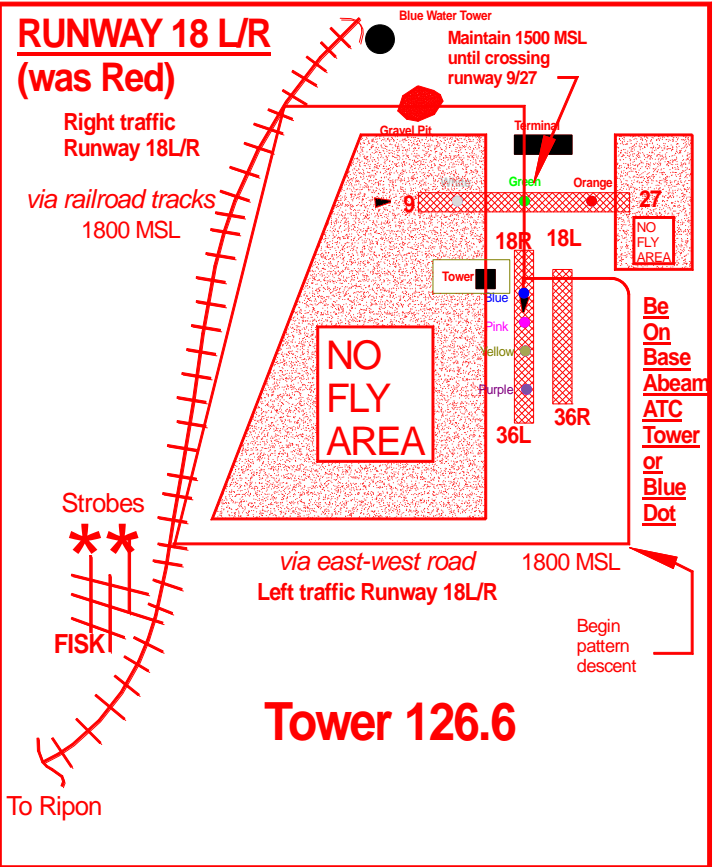 RUNWAY 18 L/R
(was Red)
Blue Water Tower
Maintain 1500 MSL
until crossing
runway 9/27
Right traffic
Runway 18L/R
via railroad tracks
1800 MSL
Gravel Pit
Terminal
White
Green
Orange
9
27
NO
FLY
AREA
18R
18L
Tower
Blue
Pink
Yellow
Purple
36L
36R
NO
FLY
AREA
Be
On
Base
Abeam
ATC
Tower
or
Blue
Dot
Strobes
**
FISK
via east-west road
1800 MSL
Left traffic Runway 18L/R
Begin
pattern
descent
Tower 126.6
To Ripon